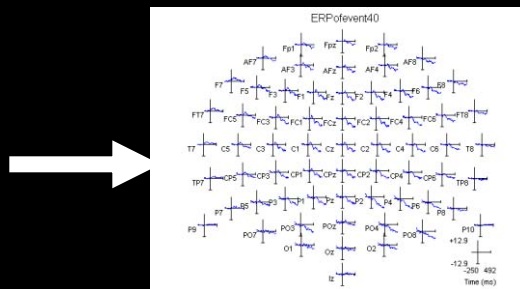 ERPofevent40
Fp1 Fpz Fp2
AF7 AF3 AFz AF4 AF8
F7 F5 F3 F1 Fz F2 F4 F6 F8
FT7 FC5 FC3 FC1 FCz FC2 FC4 FC6 FT8
T7 C5 C3 C1 Cz C2 C4 C6 T8
TP7 CP5 CP3 CP1 CPz CP2 CP4 CP6 TP8
P7 P5 P3 P1 Pz P2 P4 P6 P8
P9 PO7 PO3 POz PO4 PO8 P10
O1 Oz O2
Iz
+12.9
-12.9
-250 492
Time (ms)